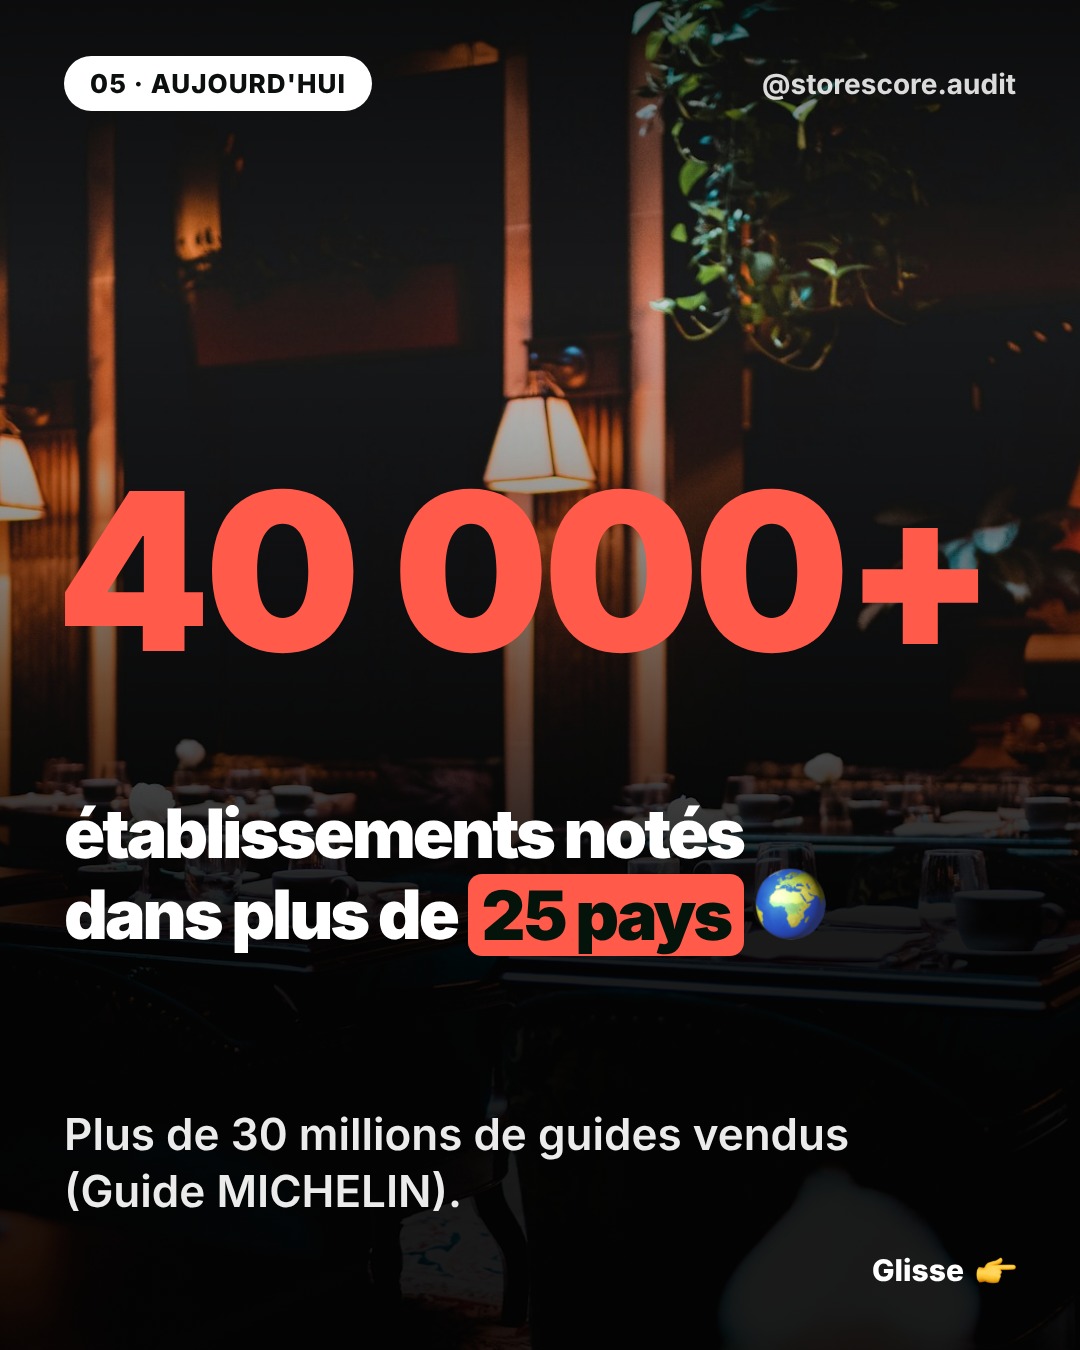 05 · AUJOURD'HUI
@storescore.audit
40 000+
établissements notés
dans plus de 25 pays 🌍
Plus de 30 millions de guides vendus
(Guide MICHELIN).
Glisse 👉